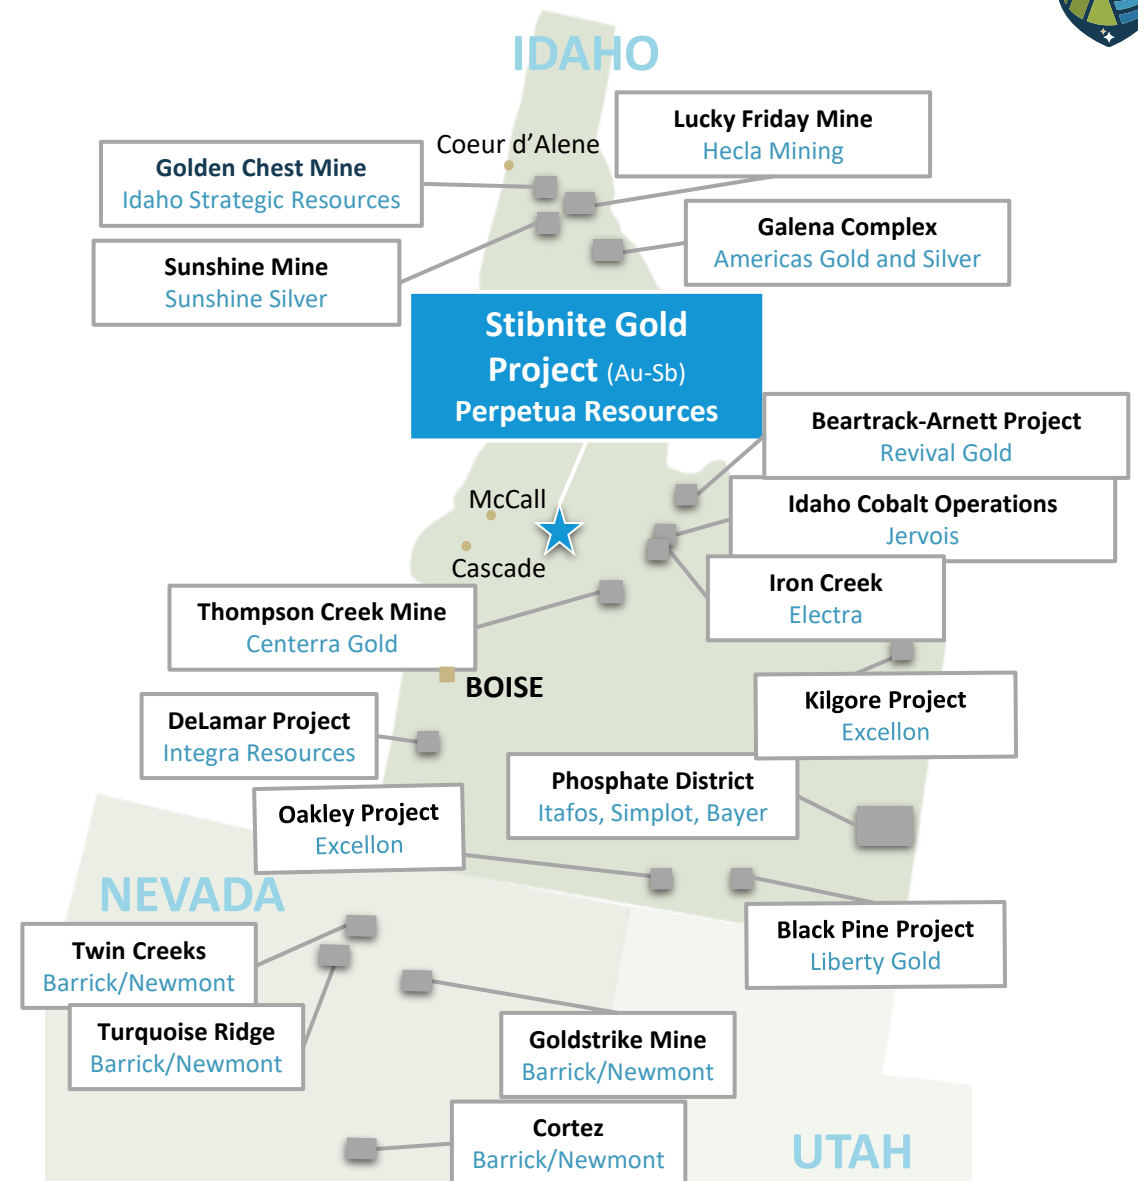 IDAHO
Lucky Friday Mine
Hecla Mining
Coeur d’Alene
Golden Chest Mine
Idaho Strategic Resources
Galena Complex
Americas Gold and Silver
Sunshine Mine
Sunshine Silver
Stibnite Gold
Project (Au-Sb)
Perpetua Resources
Beartrack-Arnett Project
Revival Gold
McCall
Idaho Cobalt Operations
Jervois
Cascade
Iron Creek
Electra
Thompson Creek Mine
Centerra Gold
BOISE
Kilgore Project
Excellon
DeLamar Project
Integra Resources
Phosphate District
Itafos, Simplot, Bayer
Oakley Project
Excellon
NEVADA
Black Pine Project
Liberty Gold
Twin Creeks
Barrick/Newmont
Turquoise Ridge
Barrick/Newmont
Goldstrike Mine
Barrick/Newmont
Cortez
Barrick/Newmont
UTAH